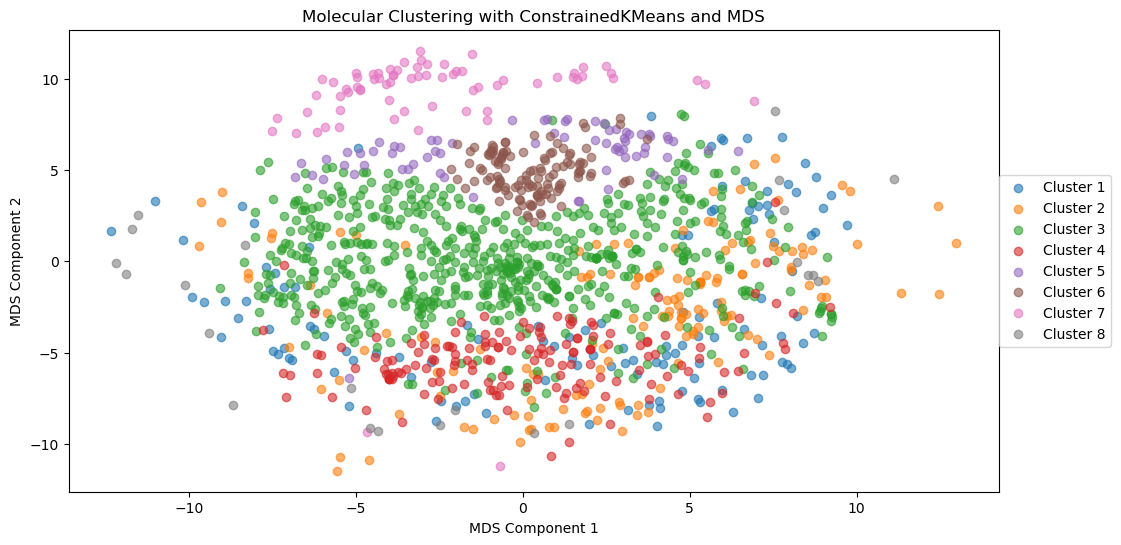 Molecular Clustering with ConstrainedKMeans and MDS
MDS Component 2
10
5
0
−5
−10
−10
−5
0
5
10
MDS Component 1
Cluster 1
Cluster 2
Cluster 3
Cluster 4
Cluster 5
Cluster 6
Cluster 7
Cluster 8